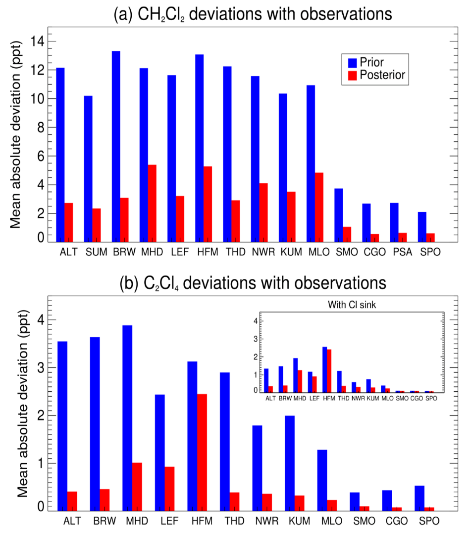 (a) CH₂Cl₂ deviations with observations
Mean absolute deviation (ppt)
14
12
10
8
6
4
2
0
Prior
Posterior
ALT SUM BRW MHD LEF HFM THD NWR KUM MLO SMO CGO PSA SPO
(b) C₂Cl₄ deviations with observations
Mean absolute deviation (ppt)
4
3
2
1
0
With Cl sink
4
3
2
1
0
ALT BRW MHD LEF HFM THD NWR KUM MLO SMO CGO SPO
ALT BRW MHD LEF HFM THD NWR KUM MLO SMO CGO SPO